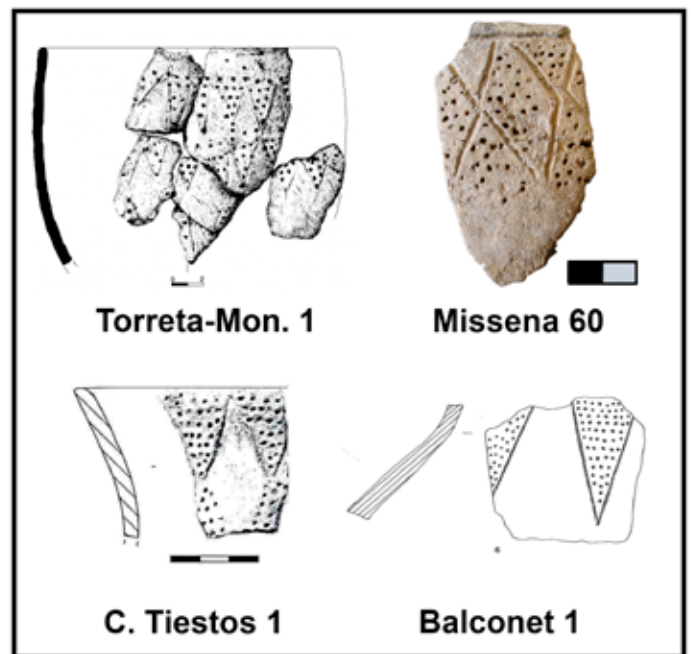 Torreta-Mon. 1
Missena 60
C. Tiestos 1
Balconet 1